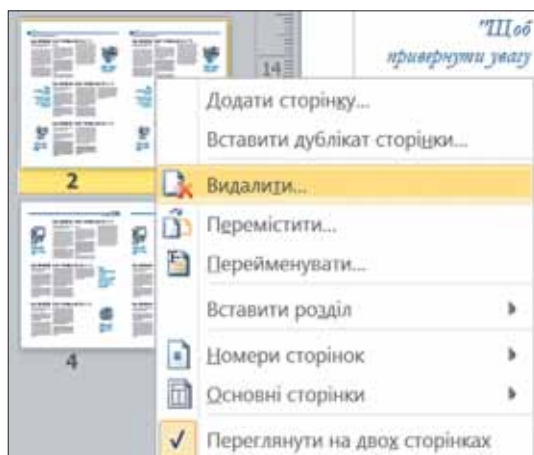 "Щоб
привернути увагу
14
Додати сторінку...
Вставити дублікат сторінки...
2
Видалити...
Перемістити...
Перейменувати...
Вставити розділ
4
Номери сторінок
Основні сторінки
Переглянути на двох сторінках